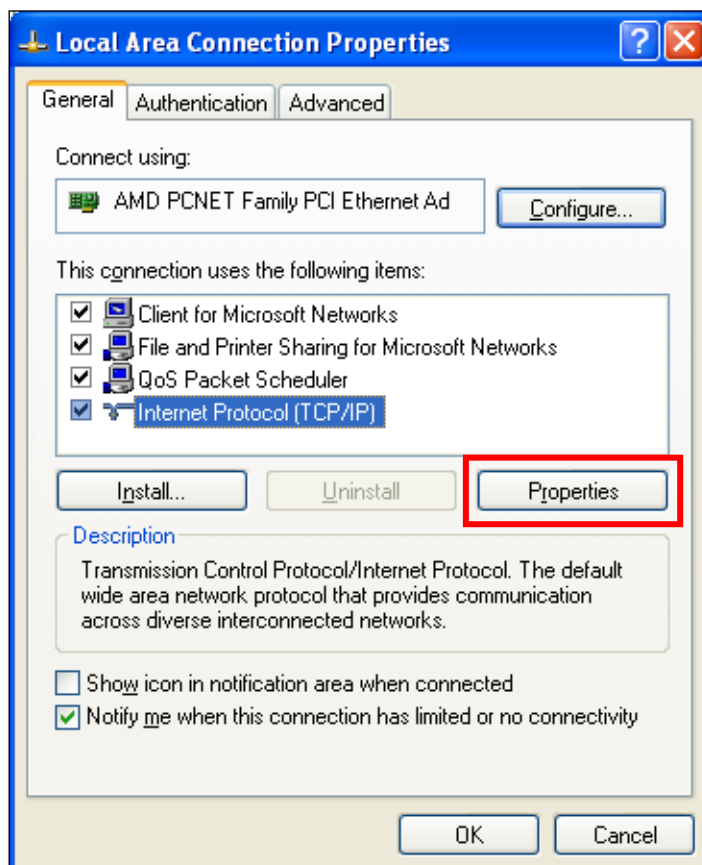 Local Area Connection Properties
General Authentication Advanced
Connect using:
AMD PCNET Family PCI Ethernet Ad
Configure...
This connection uses the following items:
Client for Microsoft Networks
File and Printer Sharing for Microsoft Networks
QoS Packet Scheduler
Internet Protocol (TCP/IP)
Install... Uninstall Properties
Description
Transmission Control Protocol/Internet Protocol. The default
wide area network protocol that provides communication
across diverse interconnected networks.
Show icon in notification area when connected
Notify me when this connection has limited or no connectivity
OK Cancel